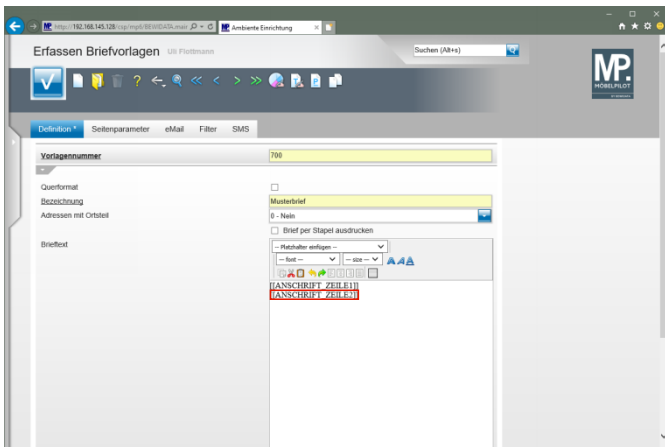 http://192.168.145.128/csp/mp8/BEWIDATA.mair
Ambiente Einrichtung
Erfassen Briefvorlagen Uli Flottmann
Suchen (Alt+s)
MP.
MÖBELPILOT
Definition * Seitenparameter eMail Filter SMS
Vorlagennummer 700
Querformat
Bezeichnung Musterbrief
Adressen mit Ortsteil 0 - Nein
Brief per Stapel ausdrucken
Brieftext -- Platzhalter einfügen --
-- font -- -- size -- A A A
[[ANSCHRIFT_ZEILE1]]
[[ANSCHRIFT_ZEILE2]]